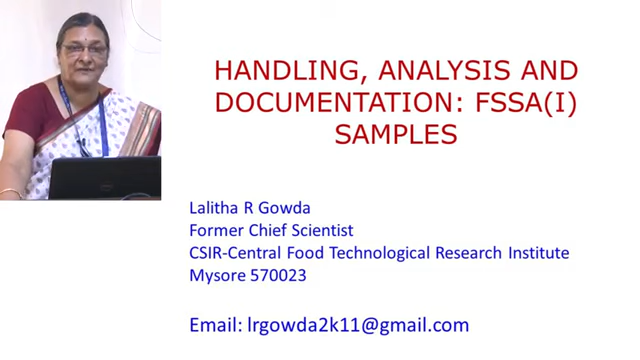 HANDLING, ANALYSIS AND
DOCUMENTATION: FSSA(I)
SAMPLES
Lalitha R Gowda
Former Chief Scientist
CSIR-Central Food Technological Research Institute
Mysore 570023
Email: lrgowda2k11@gmail.com